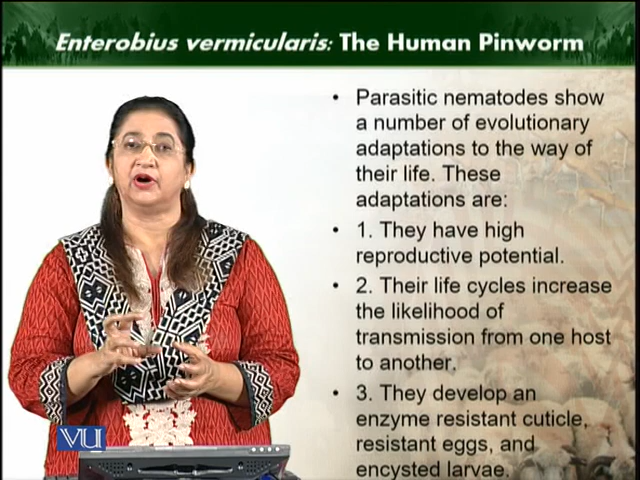 Enterobius vermicularis: The Human Pinworm
• Parasitic nematodes show
a number of evolutionary
adaptations to the way of
their life. These
adaptations are:
• 1. They have high
reproductive potential.
• 2. Their life cycles increase
the likelihood of
transmission from one host
to another.
• 3. They develop an
enzyme resistant cuticle,
resistant eggs, and
encysted larvae.
VU